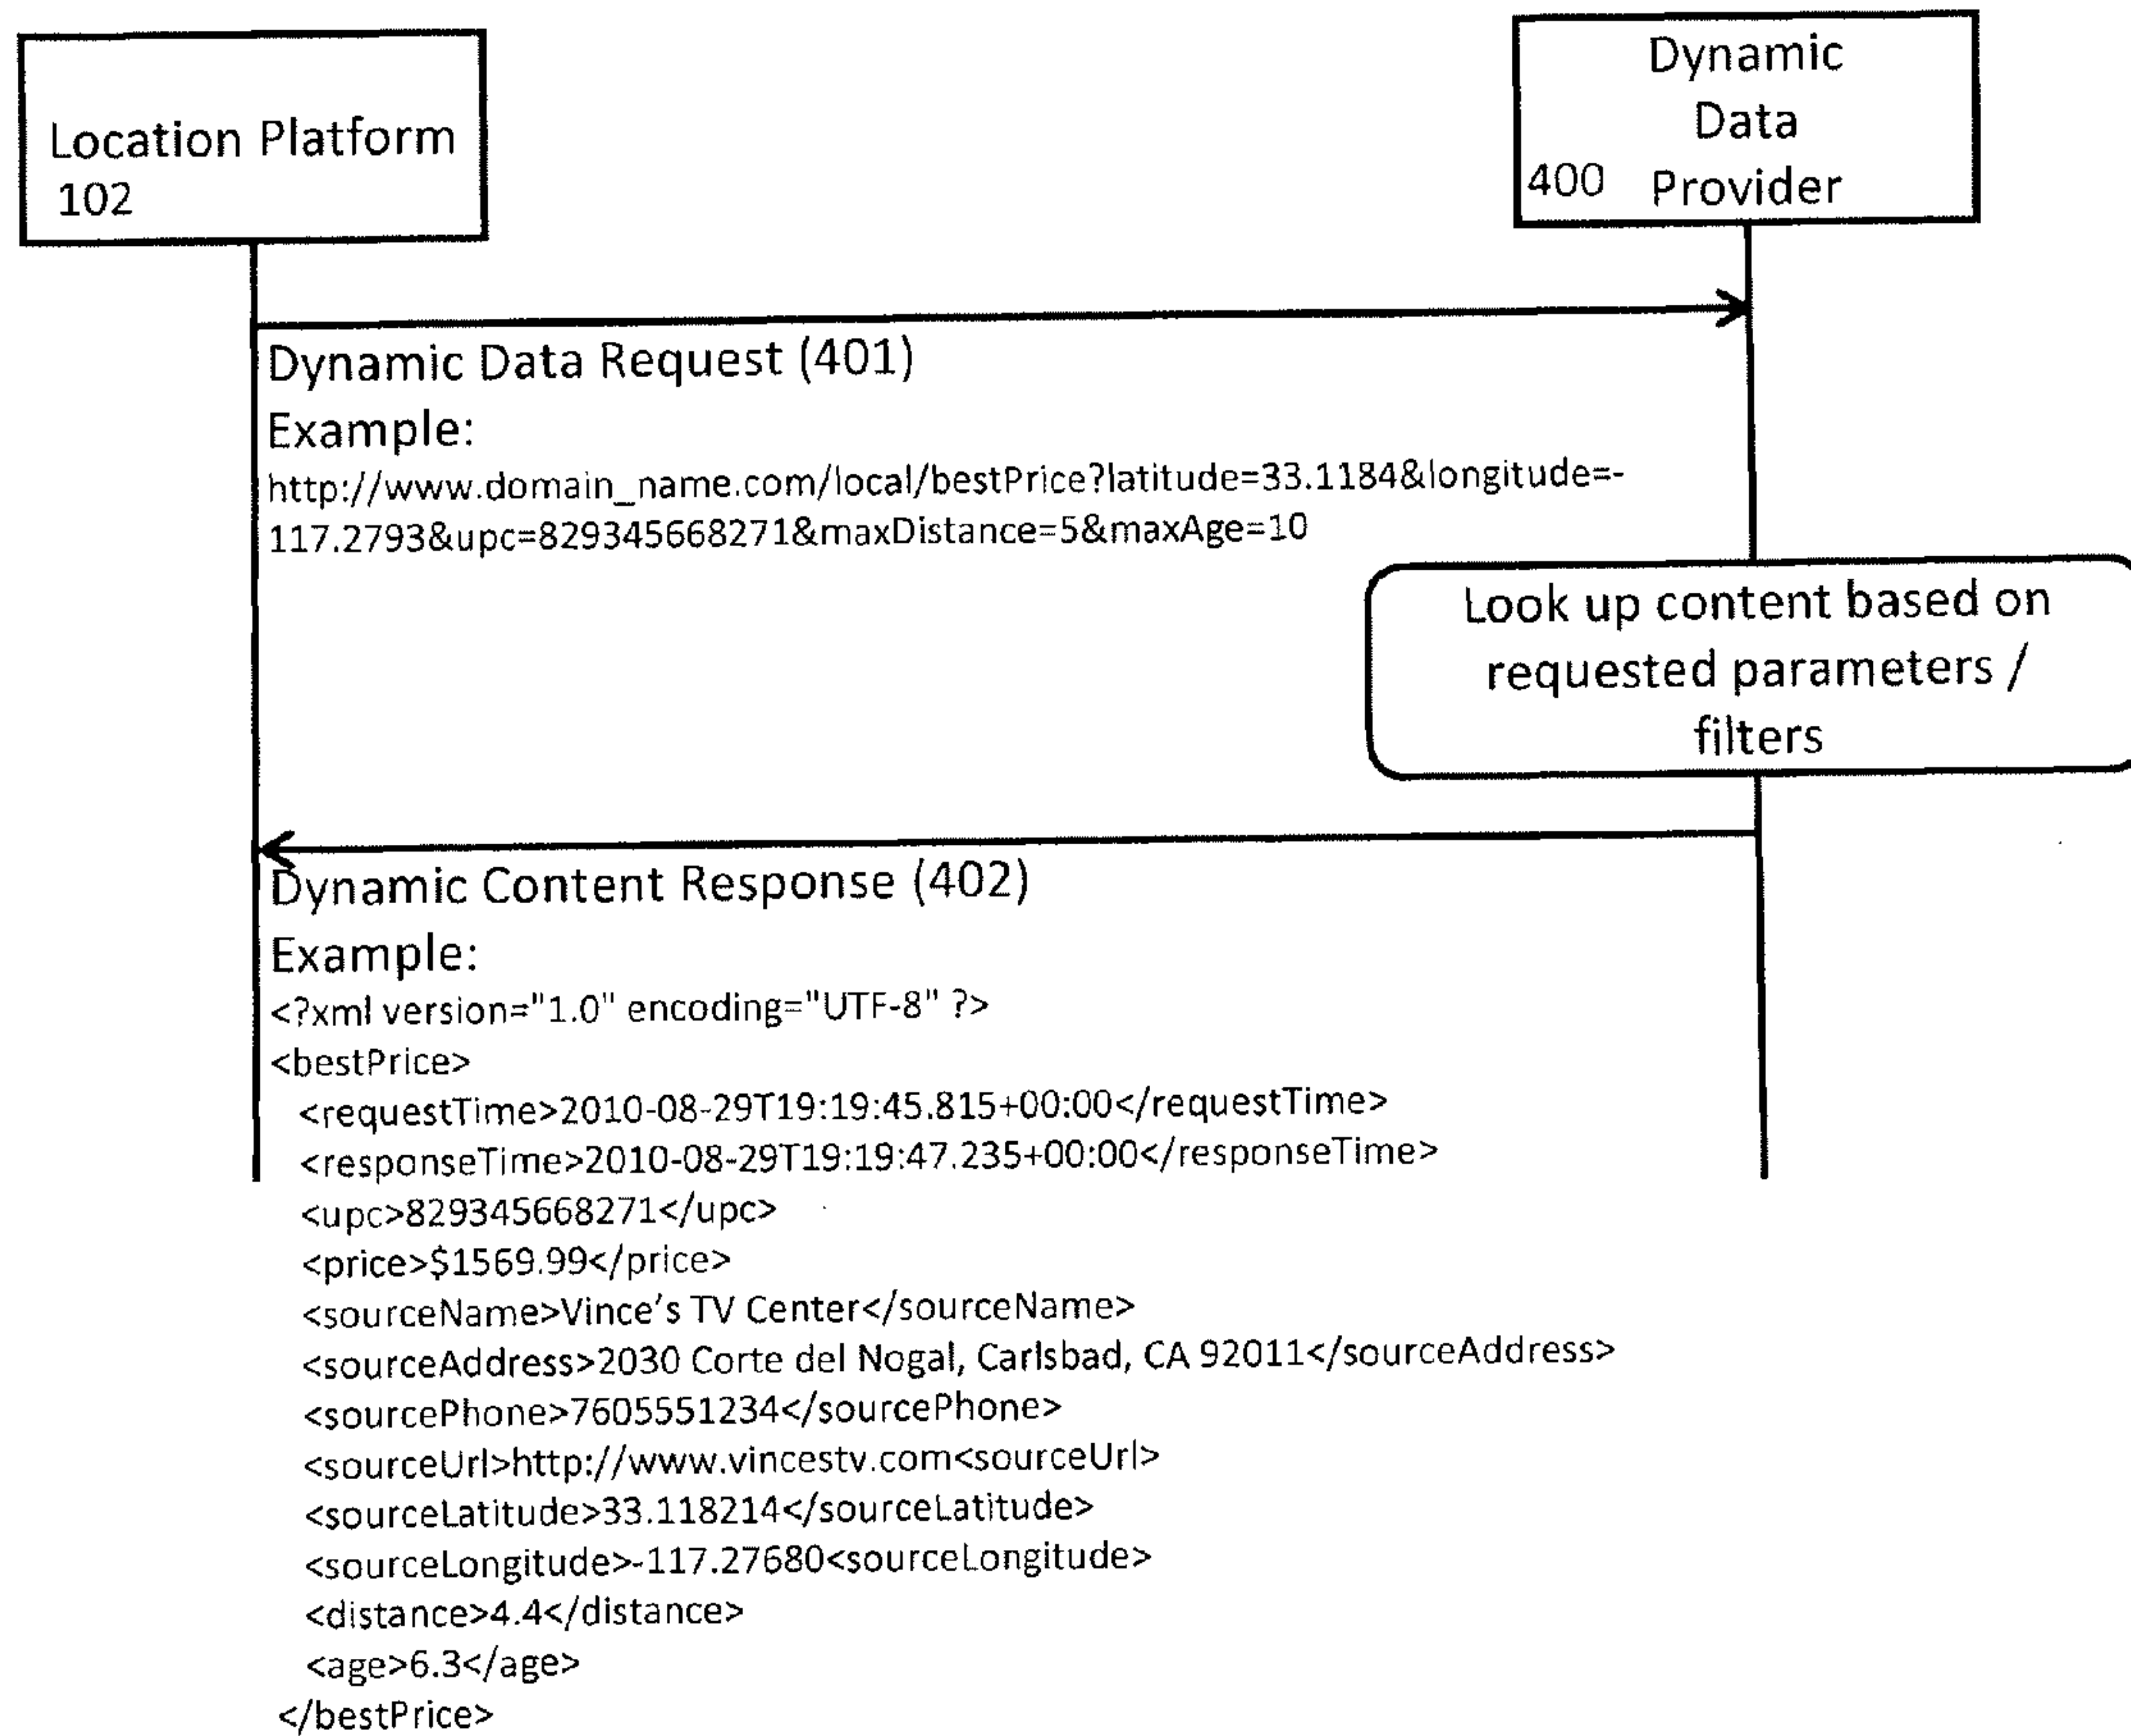 Location Platform
102
Dynamic
Data
400 Provider
Dynamic Data Request (401)
Example:
http://www.domain_name.com/local/bestPrice?latitude=33.1184&longitude=-
117.2793&upc=829345668271&maxDistance=5&maxAge=10
Look up content based on
requested parameters /
filters
Dynamic Content Response (402)
Example:
<?xml version="1.0" encoding="UTF-8" ?>
<bestPrice>
<requestTime>2010-08-29T19:19:45.815+00:00</requestTime>
<responseTime>2010-08-29T19:19:47.235+00:00</responseTime>
<upc>829345668271</upc>
<price>$1569.99</price>
<sourceName>Vince's TV Center</sourceName>
<sourceAddress>2030 Corte del Nogal, Carlsbad, CA 92011</sourceAddress>
<sourcePhone>7605551234</sourcePhone>
<sourceUrl>http://www.vincestv.com<sourceUrl>
<sourceLatitude>33.118214</sourceLatitude>
<sourceLongitude>-117.27680<sourceLongitude>
<distance>4.4</distance>
<age>6.3</age>
</bestPrice>